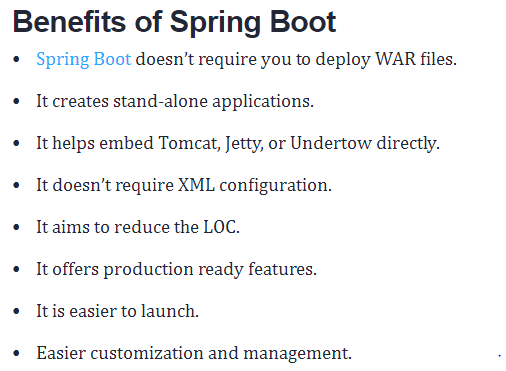 Benefits of Spring Boot
• Spring Boot doesn’t require you to deploy WAR files.
• It creates stand-alone applications.
• It helps embed Tomcat, Jetty, or Undertow directly.
• It doesn’t require XML configuration.
• It aims to reduce the LOC.
• It offers production ready features.
• It is easier to launch.
• Easier customization and management.